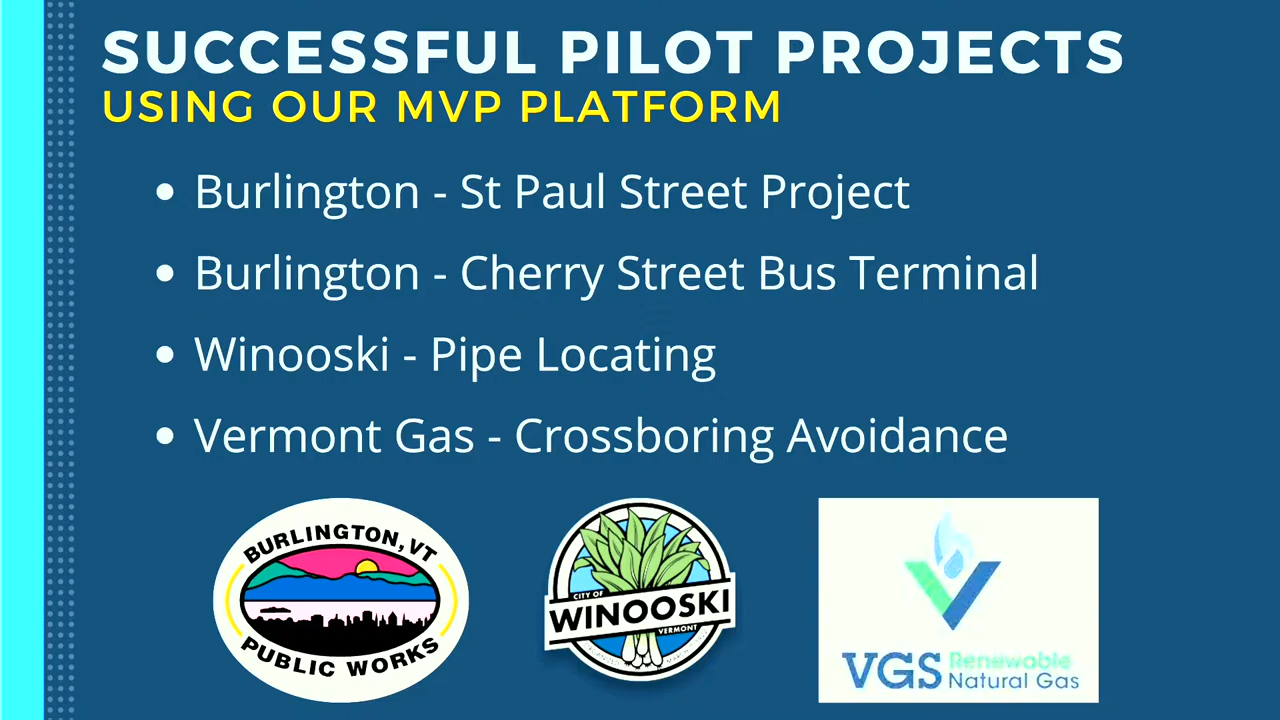 SUCCESSFUL PILOT PROJECTS
USING OUR MVP PLATFORM
• Burlington - St Paul Street Project
• Burlington - Cherry Street Bus Terminal
• Winooski - Pipe Locating
• Vermont Gas - Crossboring Avoidance
BURLINGTON, VT
PUBLIC WORKS
CITY OF
WINOOSKI
VERMONT
VGS Renewable
Natural Gas